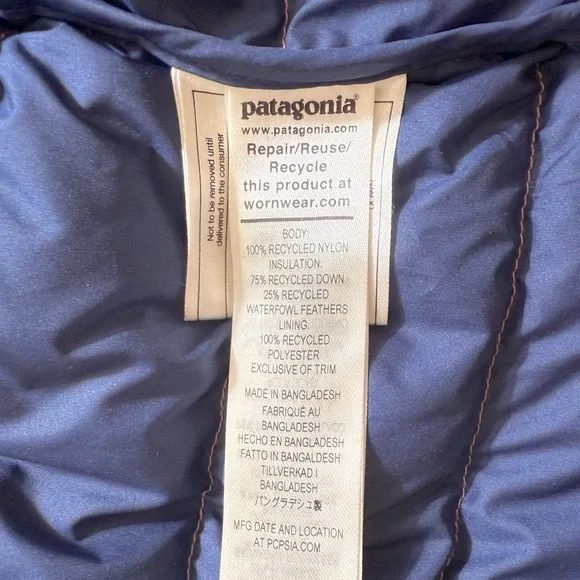 patagonia®
www.patagonia.com
Repair/Reuse/
Recycle
this product at
wornwear.com
BODY:
100% RECYCLED NYLON
INSULATION:
75% RECYCLED DOWN
25% RECYCLED
WATERFOWL FEATHERS
LINING:
100% RECYCLED
POLYESTER
EXCLUSIVE OF TRIM
MADE IN BANGLADESH
FABRIQUÉ AU
BANGLADESH
HECHO EN BANGLADESH
FATTO IN BANGALDESH
TILLVERKAD I
BANGLADESH
バングラデシュ製
MFG DATE AND LOCATION
AT PCPSIA.COM
Not to be removed until
delivered to the consumer